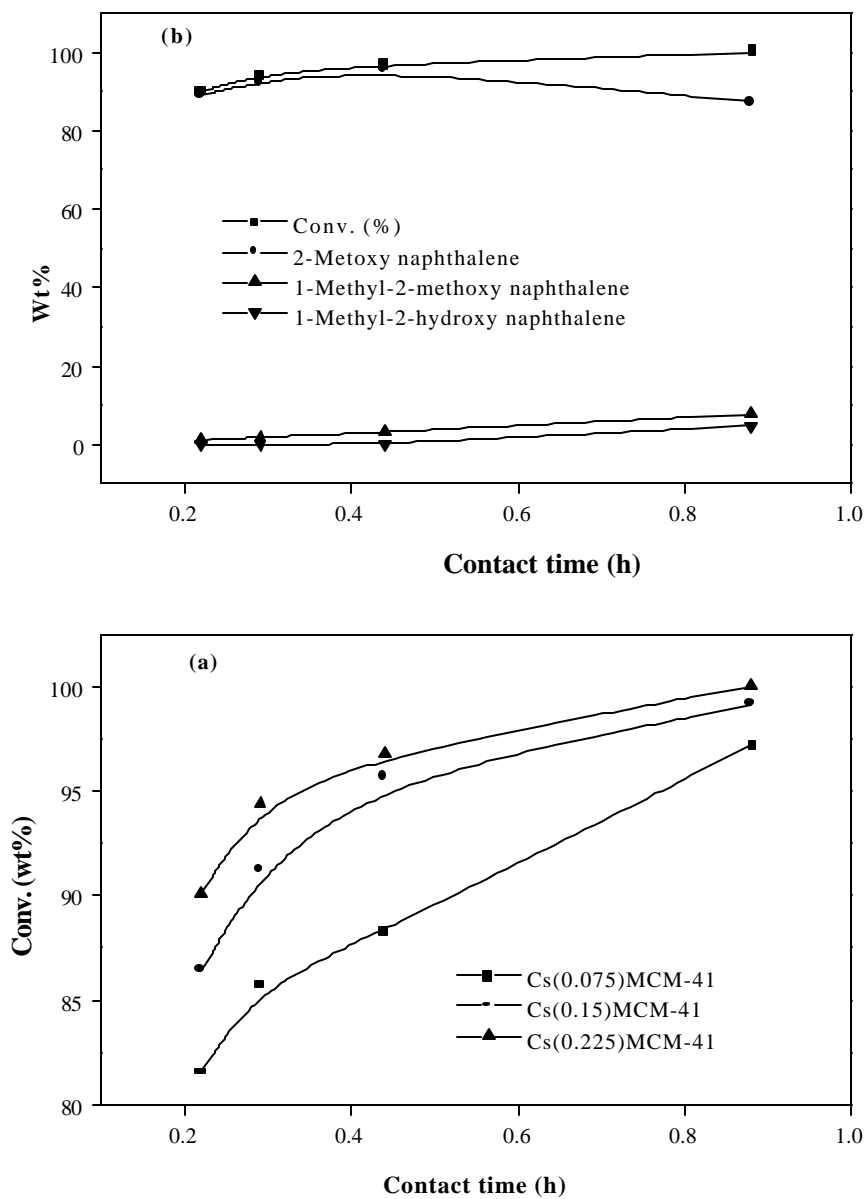 (b)
100
80
60
40
20
0
Wt%
Conv. (%)
2-Metoxy naphthalene
1-Methyl-2-methoxy naphthalene
1-Methyl-2-hydroxy naphthalene
0.2 0.4 0.6 0.8 1.0
Contact time (h)
(a)
100
95
90
85
80
Conv. (wt%)
Cs(0.075)MCM-41
Cs(0.15)MCM-41
Cs(0.225)MCM-41
0.2 0.4 0.6 0.8 1.0
Contact time (h)